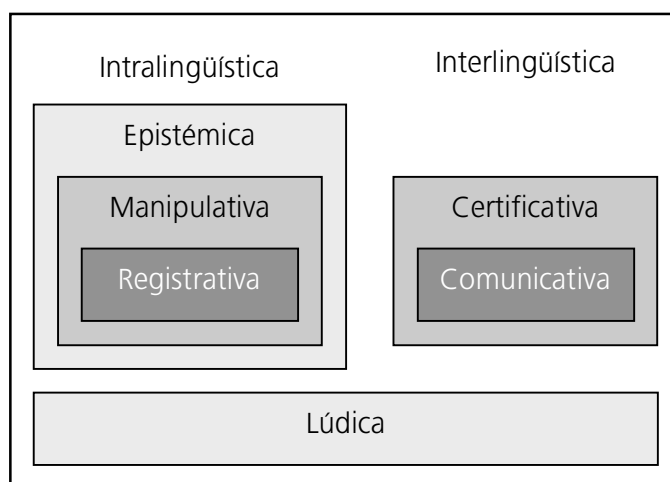 Intralingüística
Interlingüística
Epistémica
Manipulativa
Certificativa
Registrativa
Comunicativa
Lúdica